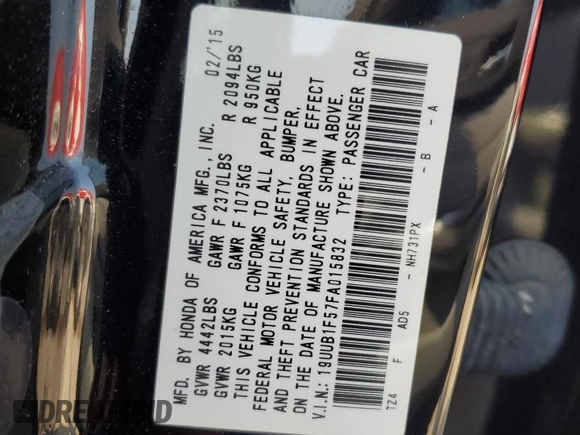 MFD. BY HONDA OF AMERICA MFG., INC. 02/'15
GVWR 4442LBS GAWR F 2370LBS R 2094LBS
GVWR 2015KG GAWR F 1075KG R 950KG
THIS VEHICLE CONFORMS TO ALL APPLICABLE
FEDERAL MOTOR VEHICLE SAFETY, BUMPER,
AND THEFT PREVENTION STANDARDS IN EFFECT
ON THE DATE OF MANUFACTURE SHOWN ABOVE.
V.I.N.: 19UUB1F57FA015832 TYPE: PASSENGER CAR
TZ4 F AD5 - NH731PX - B - A